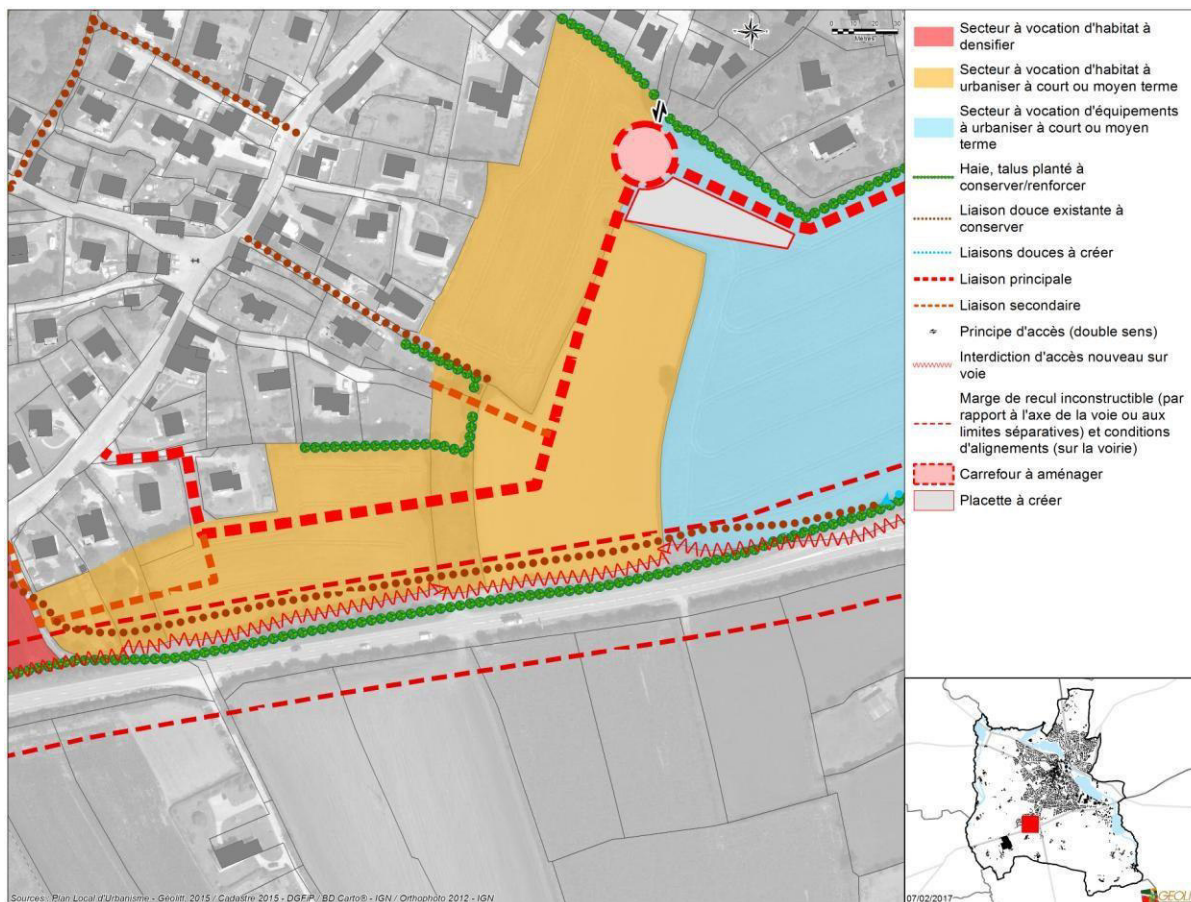 Secteur à vocation d'habitat à
densifier
Secteur à vocation d'habitat à
urbaniser à court ou moyen terme
Secteur à vocation d'équipements
à urbaniser à court ou moyen
terme
Haie, talus planté à
conserver/renforcer
Liaison douce existante à
conserver
Liaisons douces à créer
Liaison principale
Liaison secondaire
Principe d'accès (double sens)
Interdiction d'accès nouveau sur
voie
Marge de recul inconstructible (par
rapport à l'axe de la voie ou aux
limites séparatives) et conditions
d'alignements (sur la voirie)
Carrefour à aménager
Placette à créer
Mètres
Sources : Plan Local d'Urbanisme - Géolitt, 2015 / Cadastre 2015 - DGFiP / BD Carto® - IGN / Orthophoto 2012 - IGN
07/02/2017